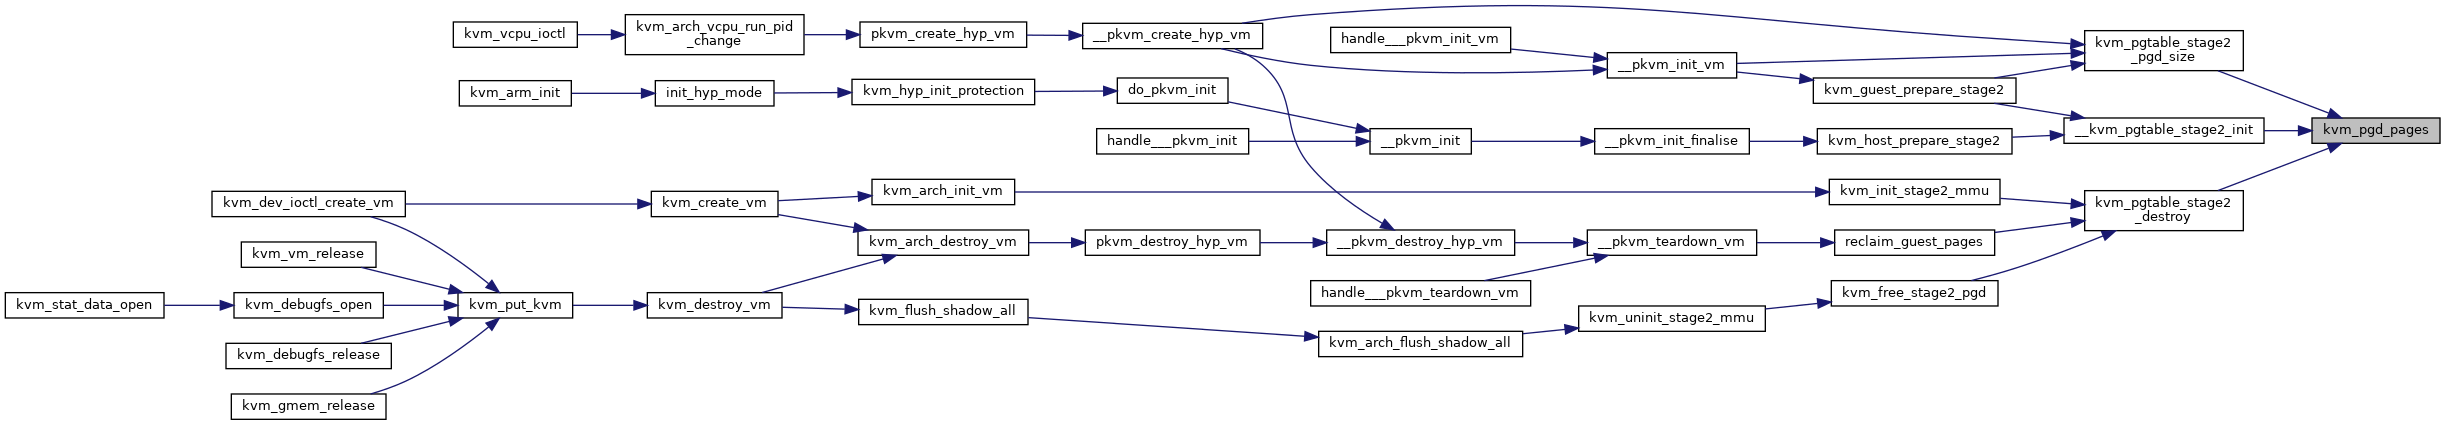 kvm_vcpu_ioctl
kvm_arch_vcpu_run_pid
_change
pkvm_create_hyp_vm
__pkvm_create_hyp_vm
handle___pkvm_init_vm
__pkvm_init_vm
kvm_pgtable_stage2
_pgd_size
kvm_arm_init
init_hyp_mode
kvm_hyp_init_protection
do_pkvm_init
kvm_guest_prepare_stage2
handle___pkvm_init
__pkvm_init
__pkvm_init_finalise
kvm_host_prepare_stage2
__kvm_pgtable_stage2_init
kvm_pgd_pages
kvm_dev_ioctl_create_vm
kvm_create_vm
kvm_arch_init_vm
kvm_init_stage2_mmu
kvm_pgtable_stage2
_destroy
kvm_vm_release
kvm_arch_destroy_vm
pkvm_destroy_hyp_vm
__pkvm_destroy_hyp_vm
__pkvm_teardown_vm
reclaim_guest_pages
kvm_stat_data_open
kvm_debugfs_open
kvm_put_kvm
kvm_destroy_vm
kvm_flush_shadow_all
handle___pkvm_teardown_vm
kvm_uninit_stage2_mmu
kvm_free_stage2_pgd
kvm_debugfs_release
kvm_arch_flush_shadow_all
kvm_gmem_release